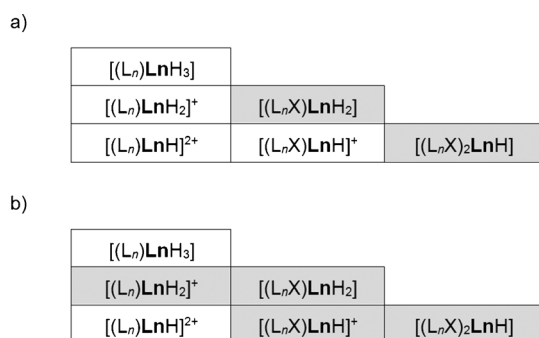 a)
[(Lₙ)LnH₃]
[(Lₙ)LnH₂]⁺ [(LₙX)LnH₂]
[(Lₙ)LnH]²⁺ [(LₙX)LnH]⁺ [(LₙX)₂LnH]
b)
[(Lₙ)LnH₃]
[(Lₙ)LnH₂]⁺ [(LₙX)LnH₂]
[(Lₙ)LnH]²⁺ [(LₙX)LnH]⁺ [(LₙX)₂LnH]